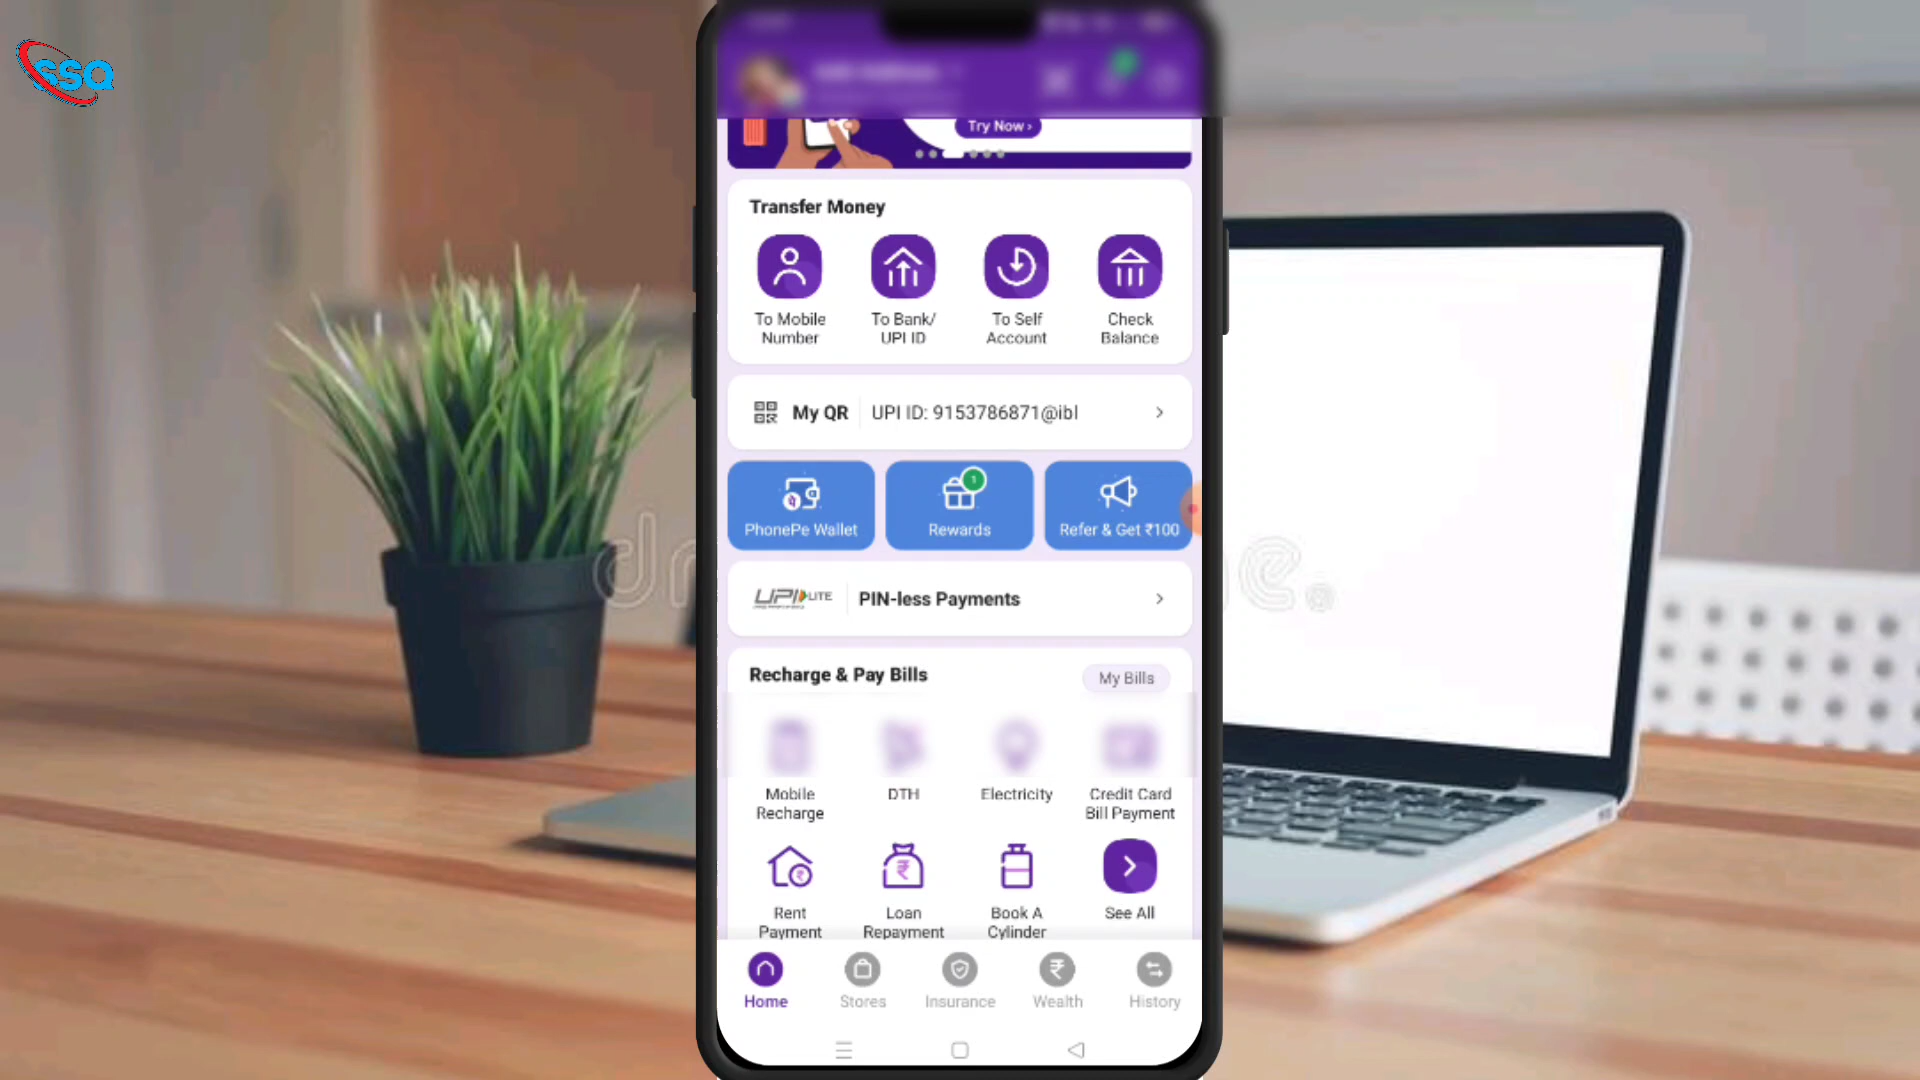 SSQ
Try Now ›
Transfer Money
To Mobile Number
To Bank/ UPI ID
To Self Account
Check Balance
My QR
UPI ID: 9153786871@ibl
PhonePe Wallet
1
Rewards
Refer & Get ₹100
UPI LITE
PIN-less Payments
Recharge & Pay Bills
My Bills
Mobile Recharge
DTH
Electricity
Credit Card Bill Payment
Rent Payment
Loan Repayment
Book A Cylinder
See All
Home
Stores
Insurance
Wealth
History